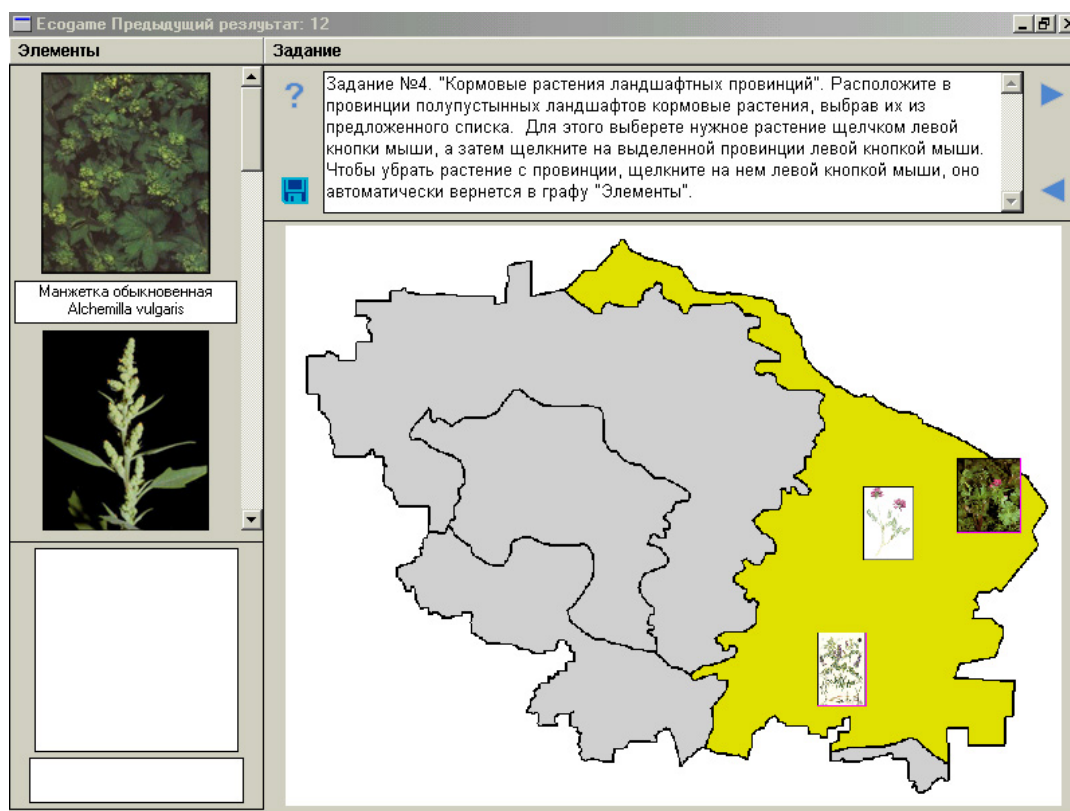 Ecogame Предыдущий резлуьтат: 12
Элементы
Задание
Задание №4. "Кормовые растения ландшафтных провинций". Расположите в
провинции полупустынных ландшафтов кормовые растения, выбрав их из
предложенного списка. Для этого выберете нужное растение щелчком левой
кнопки мыши, а затем щелкните на выделенной провинции левой кнопкой мыши.
Чтобы убрать растение с провинции, щелкните на нем левой кнопкой мыши, оно
автоматически вернется в графу "Элементы".
Манжетка обыкновенная
Alchemilla vulgaris